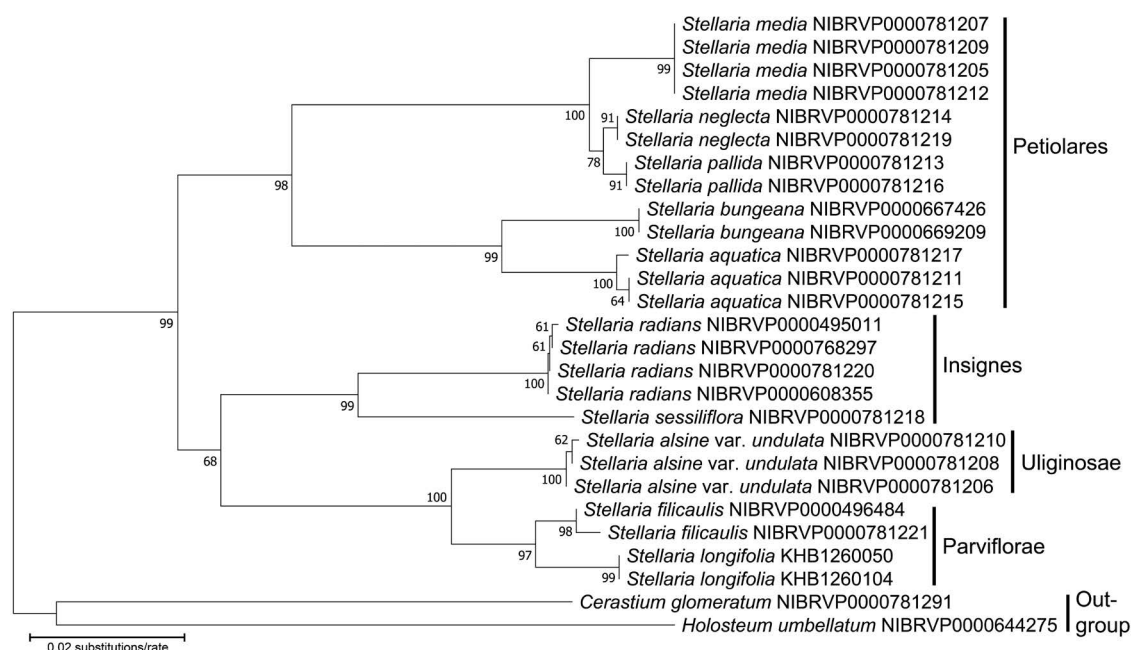 Stellaria media NIBRVP0000781207
Stellaria media NIBRVP0000781209
Stellaria media NIBRVP0000781205
99
Stellaria media NIBRVP0000781212
100
91
Stellaria neglecta NIBRVP0000781214
Stellaria neglecta NIBRVP0000781219
Petiolares
78
Stellaria pallida NIBRVP0000781213
91
Stellaria pallida NIBRVP0000781216
98
Stellaria bungeana NIBRVP0000667426
100
Stellaria bungeana NIBRVP0000669209
99
Stellaria aquatica NIBRVP0000781217
100
Stellaria aquatica NIBRVP0000781211
64
Stellaria aquatica NIBRVP0000781215
99
61
Stellaria radians NIBRVP0000495011
61
Stellaria radians NIBRVP0000768297
Insignes
Stellaria radians NIBRVP0000781220
100
Stellaria radians NIBRVP0000608355
99
Stellaria sessiliflora NIBRVP0000781218
62
Stellaria alsine var. undulata NIBRVP0000781210
68
Stellaria alsine var. undulata NIBRVP0000781208
Uliginosae
100
Stellaria alsine var. undulata NIBRVP0000781206
100
Stellaria filicaulis NIBRVP0000496484
98
Stellaria filicaulis NIBRVP0000781221
Parviflorae
97
Stellaria longifolia KHB1260050
99
Stellaria longifolia KHB1260104
Cerastium glomeratum NIBRVP0000781291
Out-
group
Holosteum umbellatum NIBRVP0000644275
0.02 substitutions/rate